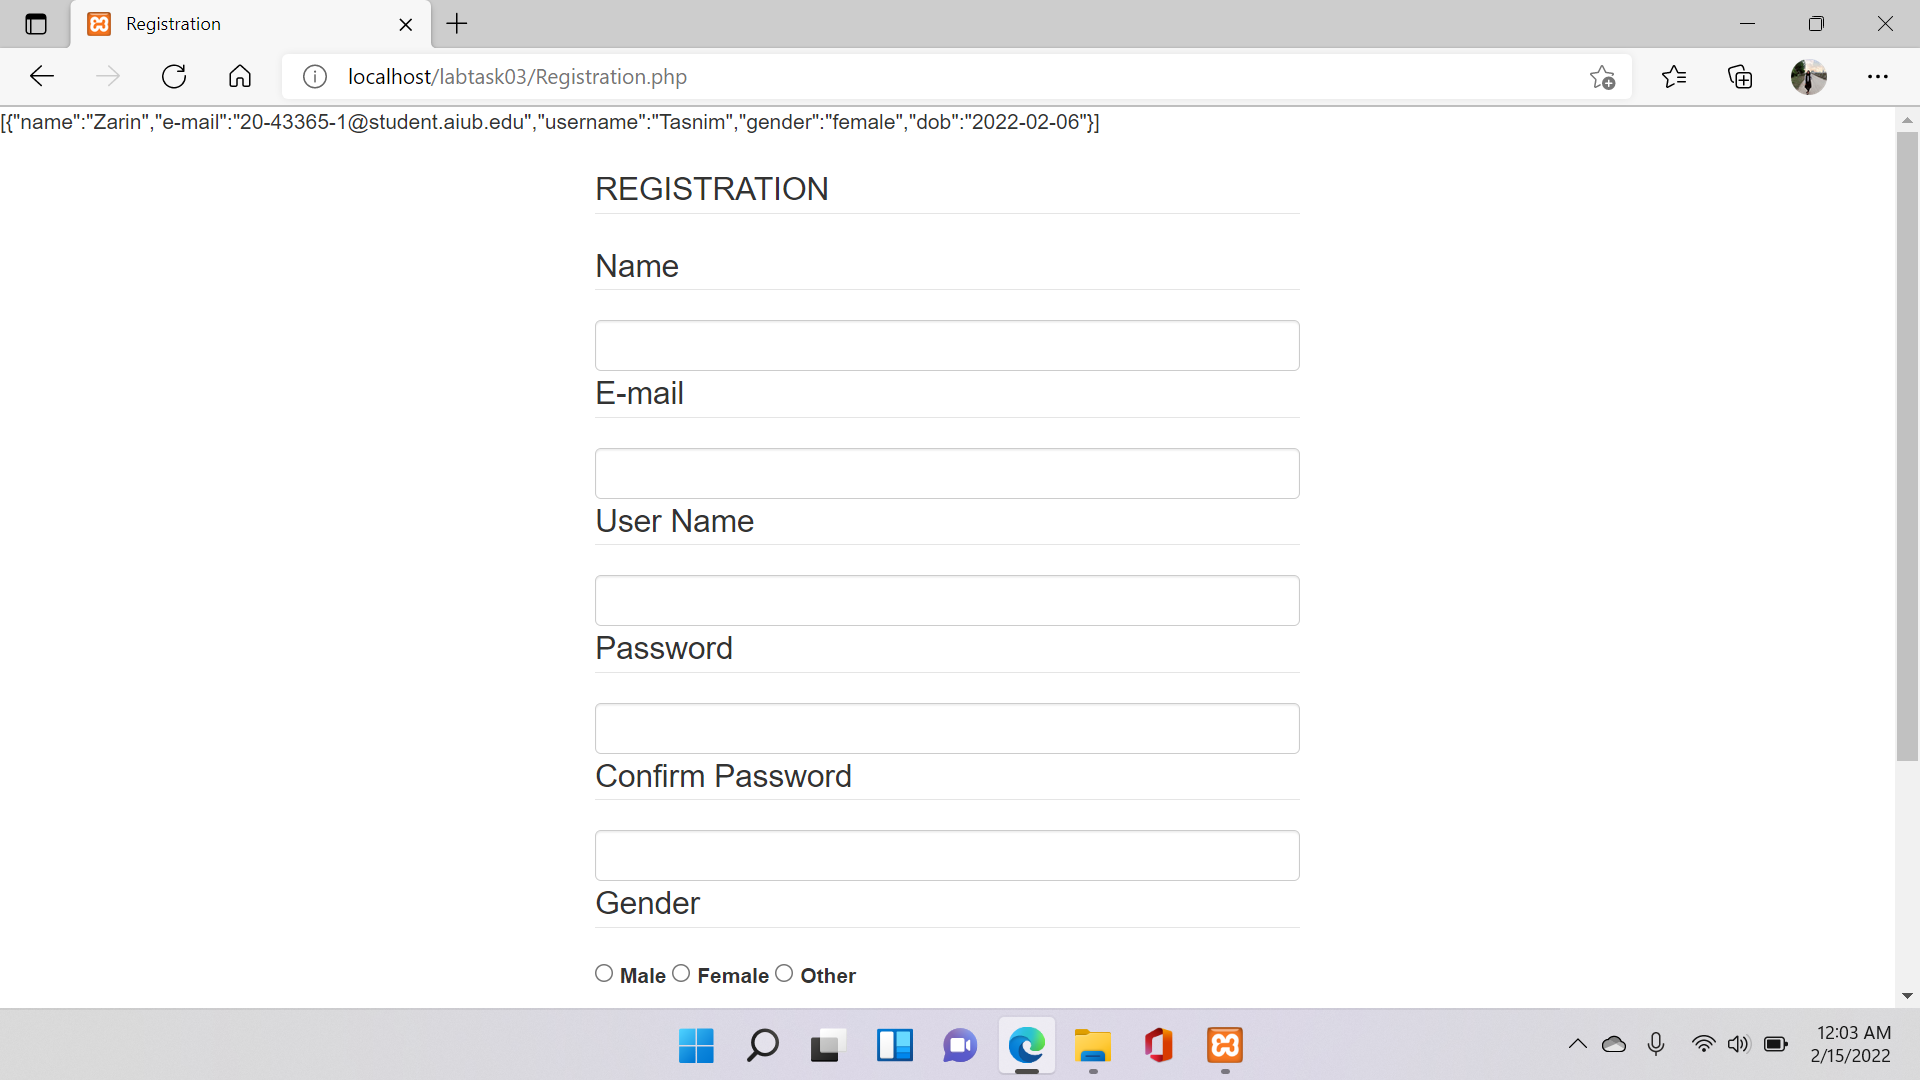 Registration
localhost/labtask03/Registration.php
[{"name":"Zarin","e-mail":"20-43365-1@student.aiub.edu","username":"Tasnim","gender":"female","dob":"2022-02-06"}]
REGISTRATION
Name
E-mail
User Name
Password
Confirm Password
Gender
Male Female Other
12:03 AM
2/15/2022